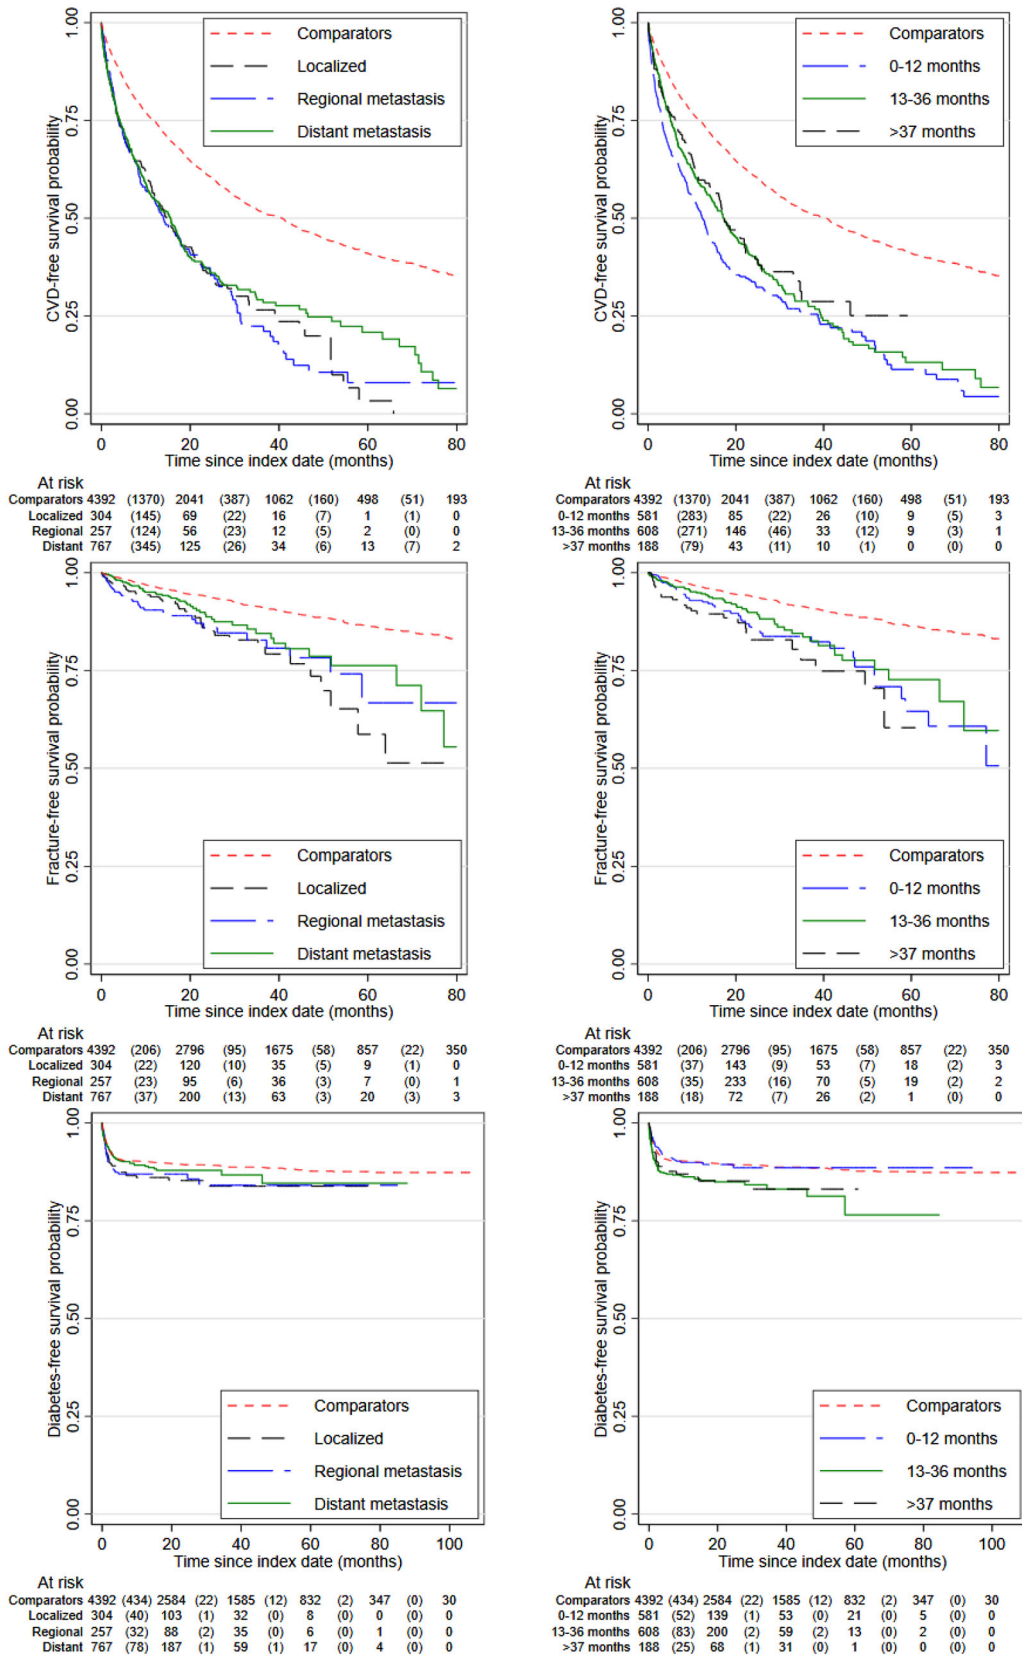 CVD-free survival probability
1.00
0.75
0.50
0.25
0.00
Comparators
Localized
Regional metastasis
Distant metastasis
0 20 40 60 80
Time since index date (months)
At risk
Comparators 4392 (1370) 2041 (387) 1062 (160) 498 (51) 193
Localized 304 (145) 69 (22) 16 (7) 1 (1) 0
Regional 257 (124) 56 (23) 12 (5) 2 (0) 0
Distant 767 (345) 125 (26) 34 (6) 13 (7) 2
CVD-free survival probability
1.00
0.75
0.50
0.25
0.00
Comparators
0-12 months
13-36 months
>37 months
0 20 40 60 80
Time since index date (months)
At risk
Comparators 4392 (1370) 2041 (387) 1062 (160) 498 (51) 193
0-12 months 581 (283) 85 (22) 26 (10) 9 (5) 3
13-36 months 608 (271) 146 (46) 33 (12) 9 (3) 1
>37 months 188 (79) 43 (11) 10 (1) 0 (0) 0
Fracture-free survival probability
1.00
0.75
0.50
0.25
0.00
Comparators
Localized
Regional metastasis
Distant metastasis
0 20 40 60 80
Time since index date (months)
At risk
Comparators 4392 (206) 2796 (95) 1675 (58) 857 (22) 350
Localized 304 (22) 120 (10) 35 (5) 9 (1) 0
Regional 257 (23) 95 (6) 36 (3) 7 (0) 1
Distant 767 (37) 200 (13) 63 (3) 20 (3) 3
Fracture-free survival probability
1.00
0.75
0.50
0.25
0.00
Comparators
0-12 months
13-36 months
>37 months
0 20 40 60 80
Time since index date (months)
At risk
Comparators 4392 (206) 2796 (95) 1675 (58) 857 (22) 350
0-12 months 581 (37) 143 (9) 53 (7) 18 (2) 3
13-36 months 608 (35) 233 (16) 70 (5) 19 (2) 2
>37 months 188 (18) 72 (7) 26 (2) 1 (0) 0
Diabetes-free survival probability
1.00
0.75
0.50
0.25
0.00
Comparators
Localized
Regional metastasis
Distant metastasis
0 20 40 60 80 100
Time since index date (months)
At risk
Comparators 4392 (434) 2584 (22) 1585 (12) 832 (2) 347 (0) 30
Localized 304 (40) 103 (1) 32 (0) 8 (0) 0 (0) 0
Regional 257 (32) 88 (2) 35 (0) 6 (0) 1 (0) 0
Distant 767 (78) 187 (1) 59 (1) 17 (0) 4 (0) 0
Diabetes-free survival probability
1.00
0.75
0.50
0.25
0.00
Comparators
0-12 months
13-36 months
>37 months
0 20 40 60 80 100
Time since index date (months)
At risk
Comparators 4392 (434) 2584 (22) 1585 (12) 832 (2) 347 (0) 30
0-12 months 581 (52) 139 (1) 53 (0) 21 (0) 5 (0) 0
13-36 months 608 (83) 200 (2) 59 (2) 13 (0) 2 (0) 0
>37 months 188 (25) 68 (1) 31 (0) 1 (0) 0 (0) 0